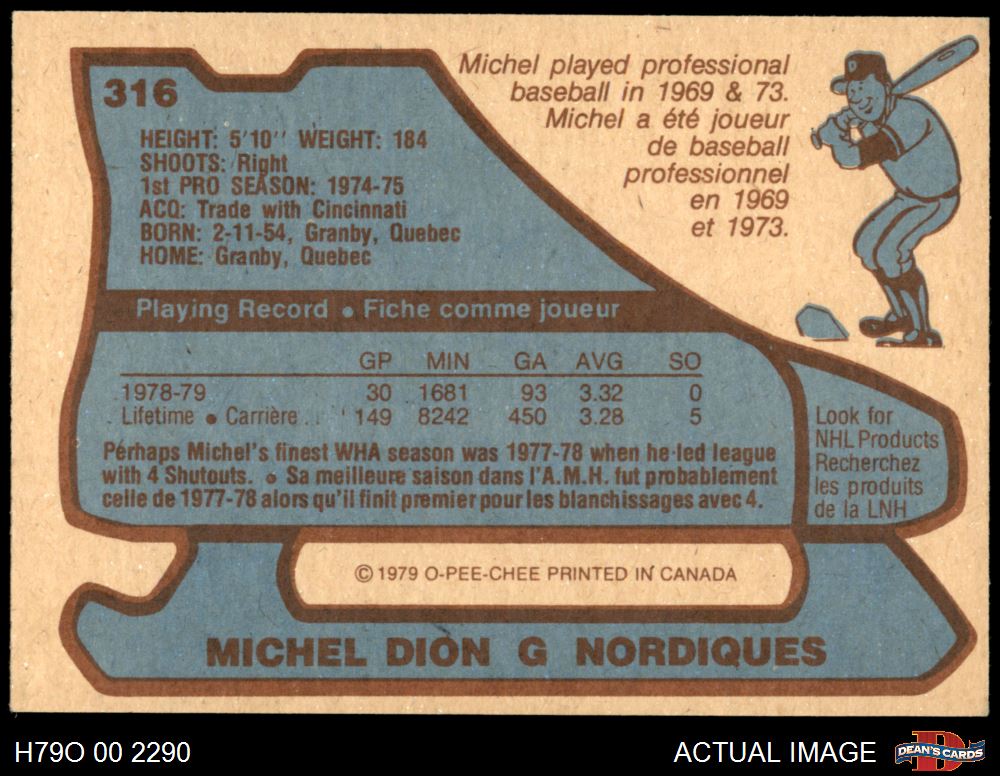 316
HEIGHT: 5'10'' WEIGHT: 184
SHOOTS: Right
1st PRO SEASON: 1974-75
ACQ: Trade with Cincinnati
BORN: 2-11-54, Granby, Quebec
HOME: Granby, Quebec
Michel played professional
baseball in 1969 & 73.
Michel a été joueur
de baseball
professionnel
en 1969
et 1973.
Playing Record • Fiche comme joueur
GP MIN GA AVG SO
1978-79 30 1681 93 3.32 0
Lifetime • Carrière . . 149 8242 450 3.28 5
Perhaps Michel's finest WHA season was 1977-78 when he led league
with 4 Shutouts. • Sa meilleure saison dans l'A.M.H. fut probablement
celle de 1977-78 alors qu'il finit premier pour les blanchissages avec 4.
Look for
NHL Products
Recherchez
les produits
de la LNH
© 1979 O-PEE-CHEE PRINTED IN CANADA
MICHEL DION G NORDIQUES
H79O 00 2290
ACTUAL IMAGE
D
DEAN'S CARDS